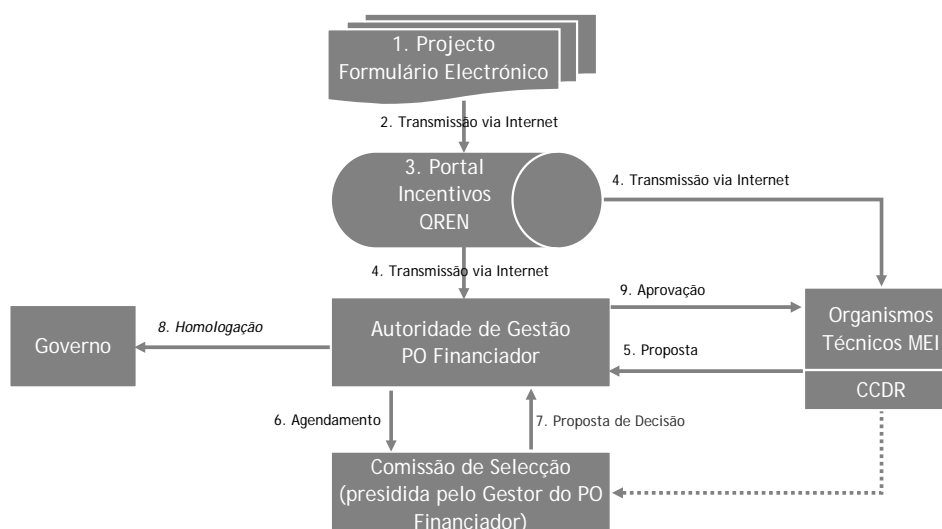 1. Projecto
Formulário Electrónico
2. Transmissão via Internet
3. Portal
Incentivos
QREN
4. Transmissão via Internet
4. Transmissão via Internet
9. Aprovação
8. Homologação
Governo
Autoridade de Gestão
PO Financiador
Organismos
Técnicos MEI
5. Proposta
CCDR
6. Agendamento
7. Proposta de Decisão
Comissão de Selecção
(presidida pelo Gestor do PO
Financiador)